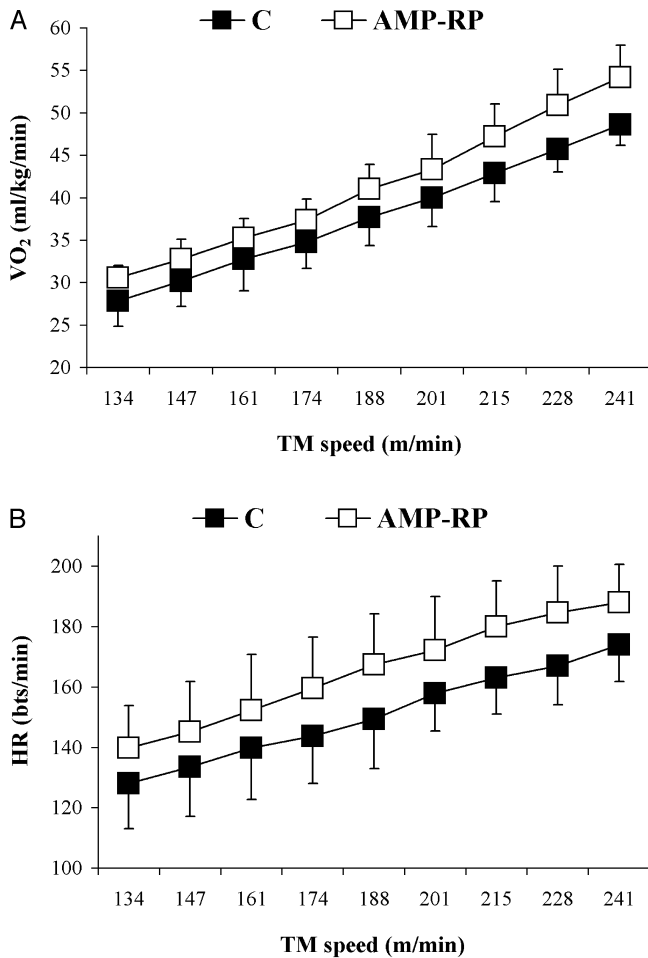 A
C AMP-RP
60
55
50
45
40
35
30
25
20
VO₂ (ml/kg/min)
134 147 161 174 188 201 215 228 241
TM speed (m/min)
B
C AMP-RP
200
180
160
140
120
100
HR (bts/min)
134 147 161 174 188 201 215 228 241
TM speed (m/min)